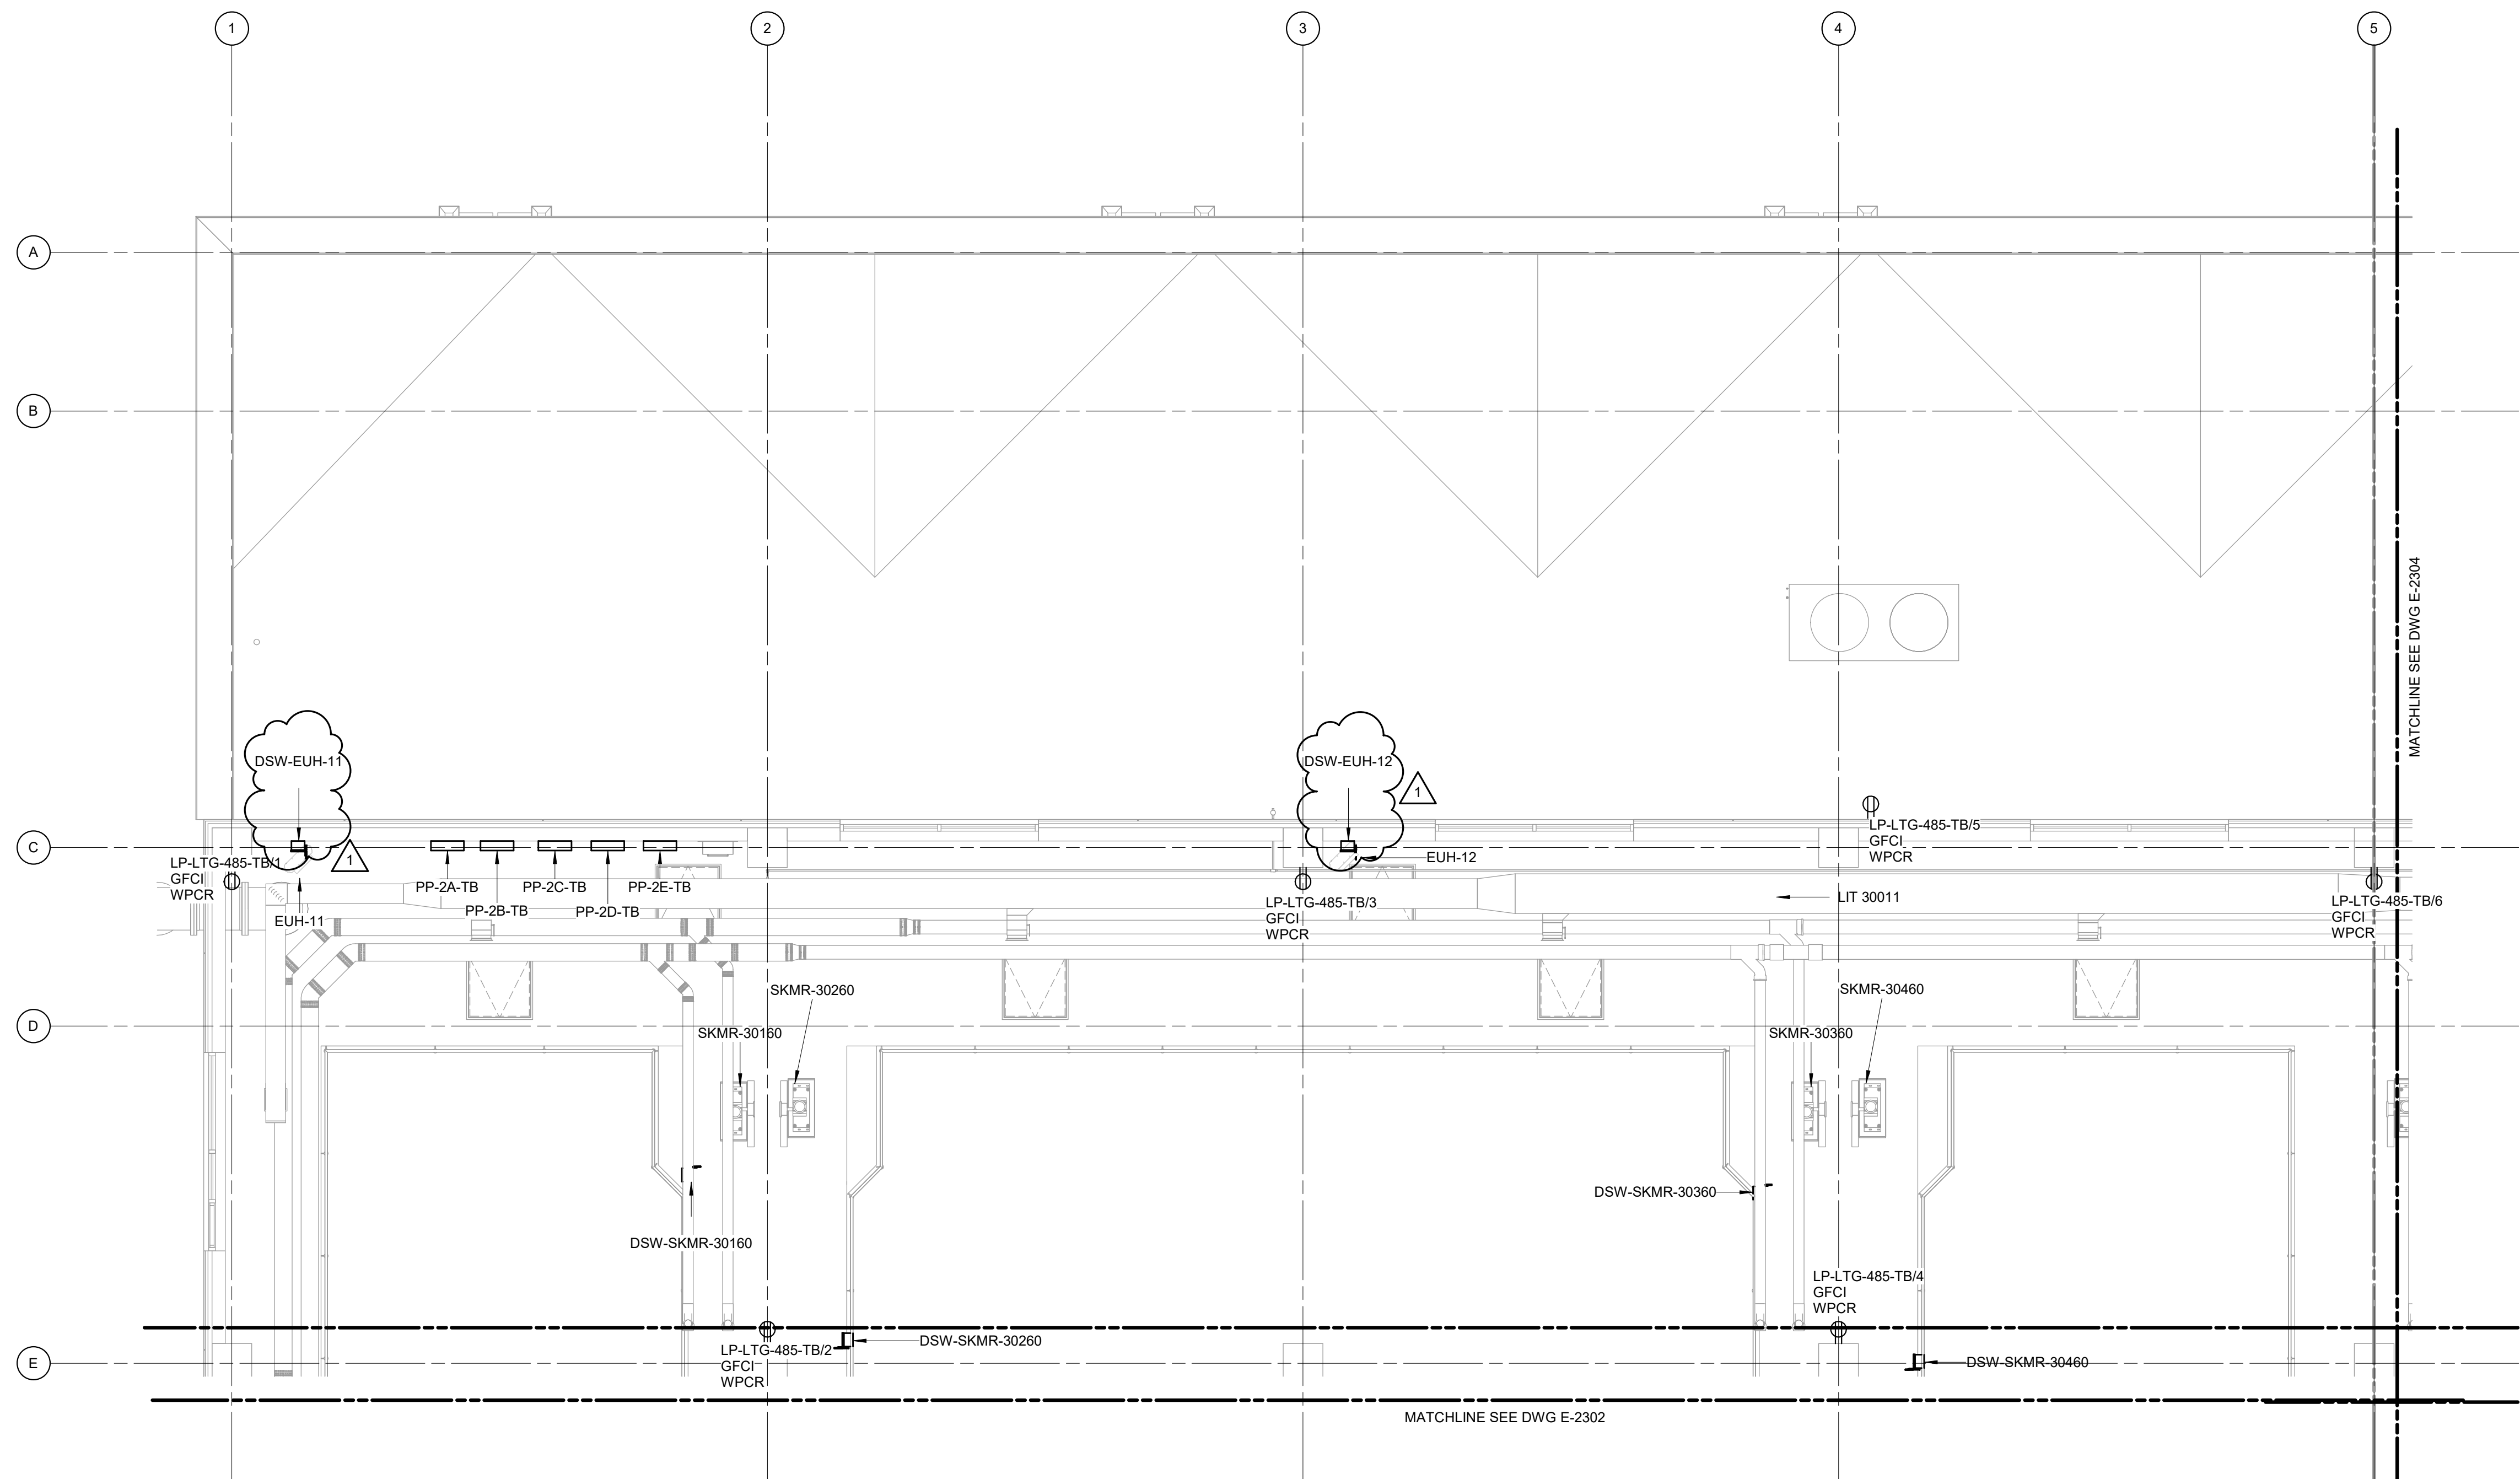 1
2
3
4
5
A
B
MATCHLINE SEE DWG E-2304
DSW-EUH-11
DSW-EUH-12
1
LP-LTG-485-TB/5
GFCI
WPCR
C
1
LP-LTG-485-TB/1
GFCI
WPCR
EUH-12
PP-2A-TB
PP-2C-TB
PP-2E-TB
PP-2B-TB
PP-2D-TB
EUH-11
LIT 30011
LP-LTG-485-TB/3
GFCI
WPCR
LP-LTG-485-TB/6
GFCI
WPCR
SKMR-30260
SKMR-30460
D
SKMR-30160
SKMR-30360
DSW-SKMR-30360
DSW-SKMR-30160
LP-LTG-485-TB/4
GFCI
WPCR
DSW-SKMR-30260
LP-LTG-485-TB/2
GFCI
WPCR
E
DSW-SKMR-30460
MATCHLINE SEE DWG E-2302